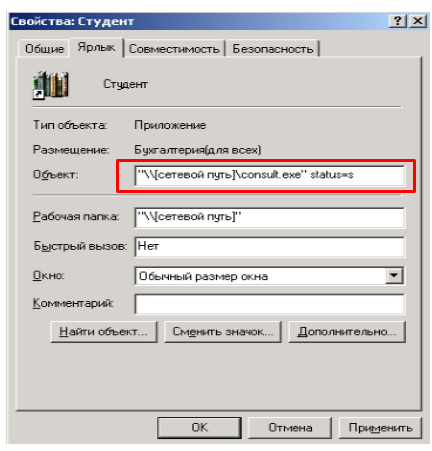 Свойства: Студент
Общие Ярлык Совместимость Безопасность
Студент
Тип объекта: Приложение
Размещение: Бухгалтерия(для всех)
Объект: "\\[сетевой путь]\consult.exe" status=s
Рабочая папка: "\\[сетевой путь]"
Быстрый вызов: Нет
Окно: Обычный размер окна
Комментарий:
Найти объект... Сменить значок... Дополнительно...
OK Отмена Применить